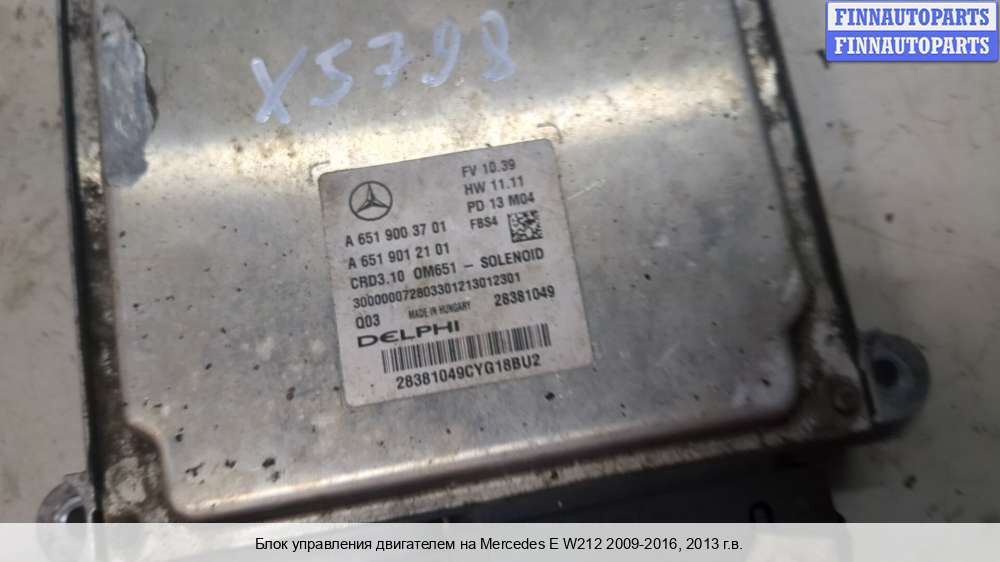 FINNAUTOPARTS
FINNAUTOPARTS
X5798
FV 10.39
HW 11.11
PD 13 M04
FBS4
A 651 900 37 01
A 651 901 21 01
CRD3.10 OM651 - SOLENOID
30000007280330121301230​1
Q03 MADE IN HUNGARY 28381049
DELPHI
28381049CYG18BU2
Блок управления двигателем на Mercedes E W212 2009-2016, 2013 г.в.